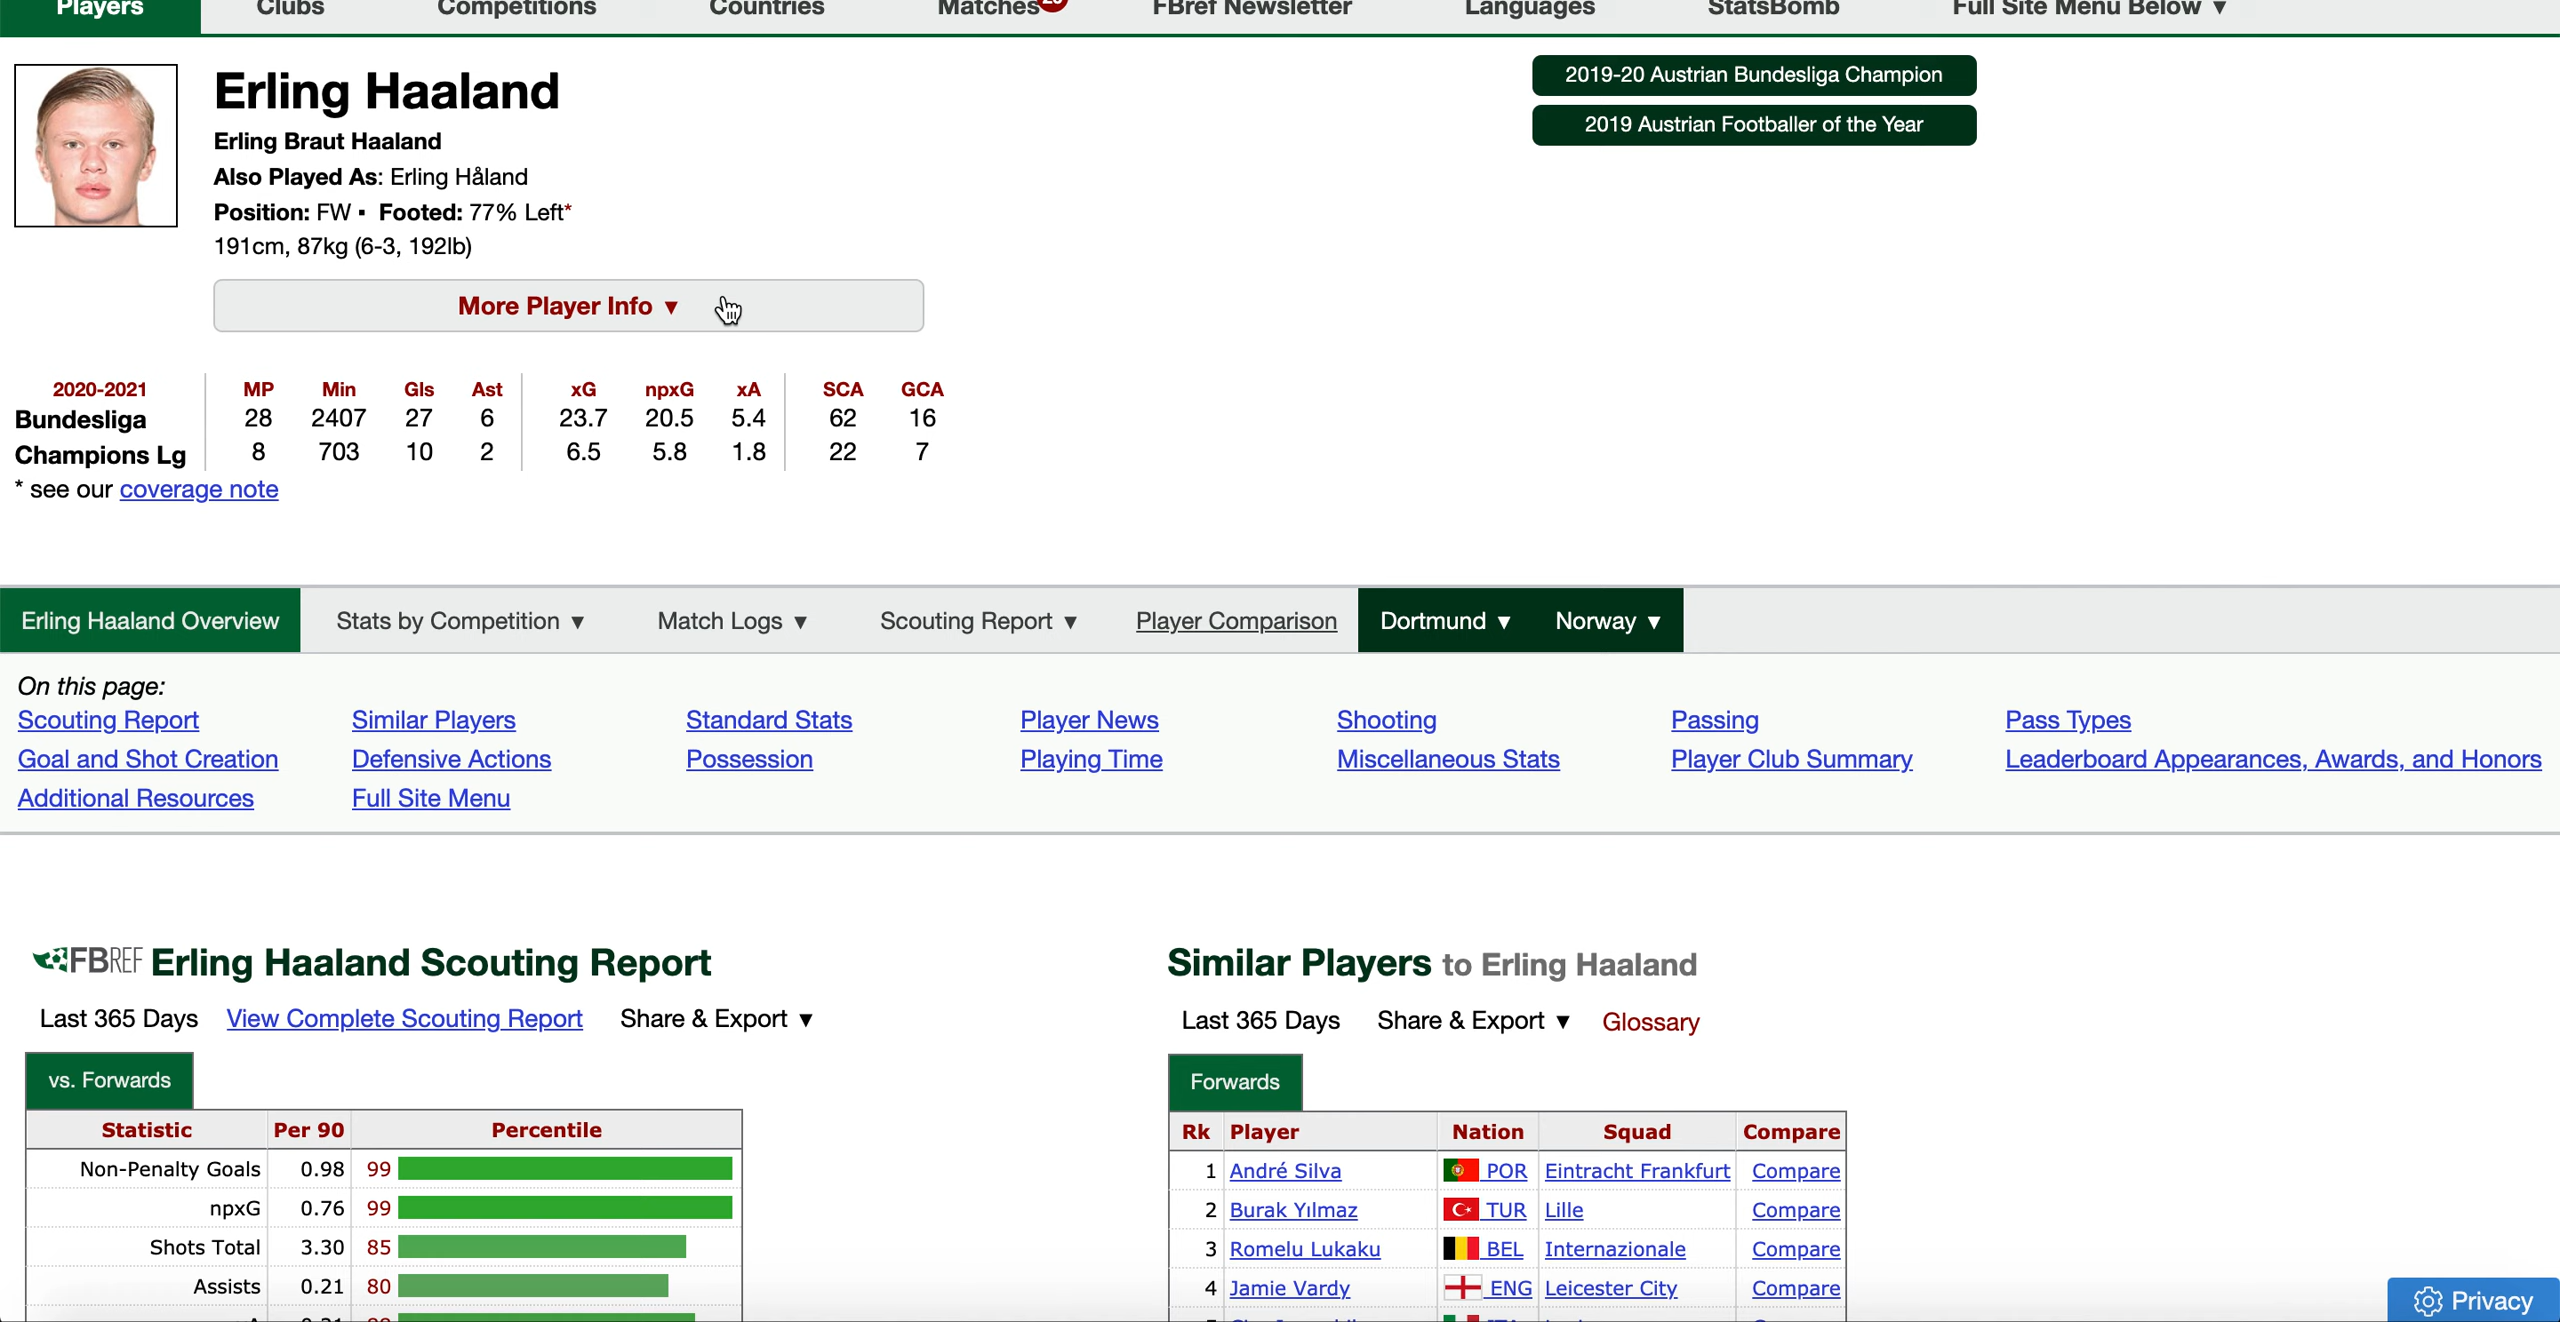 Players Clubs Competitions Countries Matches FBref Newsletter Languages StatsBomb Full Site Menu Below ▼
Erling Haaland
Erling Braut Haaland
Also Played As: Erling Håland
Position: FW ▪ Footed: 77% Left*
191cm, 87kg (6-3, 192lb)
More Player Info ▼
2019-20 Austrian Bundesliga Champion
2019 Austrian Footballer of the Year
2020-2021 MP Min Gls Ast xG npxG xA SCA GCA
Bundesliga 28 2407 27 6 23.7 20.5 5.4 62 16
Champions Lg 8 703 10 2 6.5 5.8 1.8 22 7
* see our coverage note
Erling Haaland Overview Stats by Competition ▼ Match Logs ▼ Scouting Report ▼ Player Comparison Dortmund ▼ Norway ▼
On this page:
Scouting Report Similar Players Standard Stats Player News Shooting Passing Pass Types
Goal and Shot Creation Defensive Actions Possession Playing Time Miscellaneous Stats Player Club Summary Leaderboard Appearances, Awards, and Honors
Additional Resources Full Site Menu
FBREF Erling Haaland Scouting Report
Last 365 Days View Complete Scouting Report Share & Export ▼
vs. Forwards
Statistic Per 90 Percentile
Non-Penalty Goals 0.98 99
npxG 0.76 99
Shots Total 3.30 85
Assists 0.21 80
Similar Players to Erling Haaland
Last 365 Days Share & Export ▼ Glossary
Forwards
Rk Player Nation Squad Compare
1 André Silva POR Eintracht Frankfurt Compare
2 Burak Yılmaz TUR Lille Compare
3 Romelu Lukaku BEL Internazionale Compare
4 Jamie Vardy ENG Leicester City Compare
Privacy